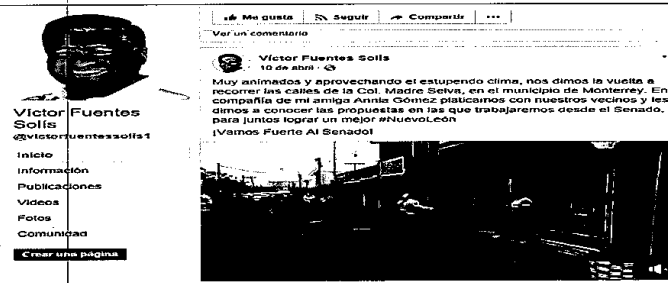 Me gusta Seguir Compartir ...
Ver un comentario
Víctor Fuentes Solís
10 de abril ·
Muy animados y aprovechando el estupendo clima, nos dimos la vuelta a
recorrer las calles de la Col. Madre Selva, en el municipio de Monterrey. En
compañía de mi amiga Annia Gómez platicamos con nuestros vecinos y les
dimos a conocer las propuestas en las que trabajaremos desde el Senado,
para juntos lograr un mejor #NuevoLeón
¡Vamos Fuerte Al Senado!
Víctor Fuentes
Solís
@victorfuentessolis1
Inicio
Información
Publicaciones
Videos
Fotos
Comunidad
Crear una página